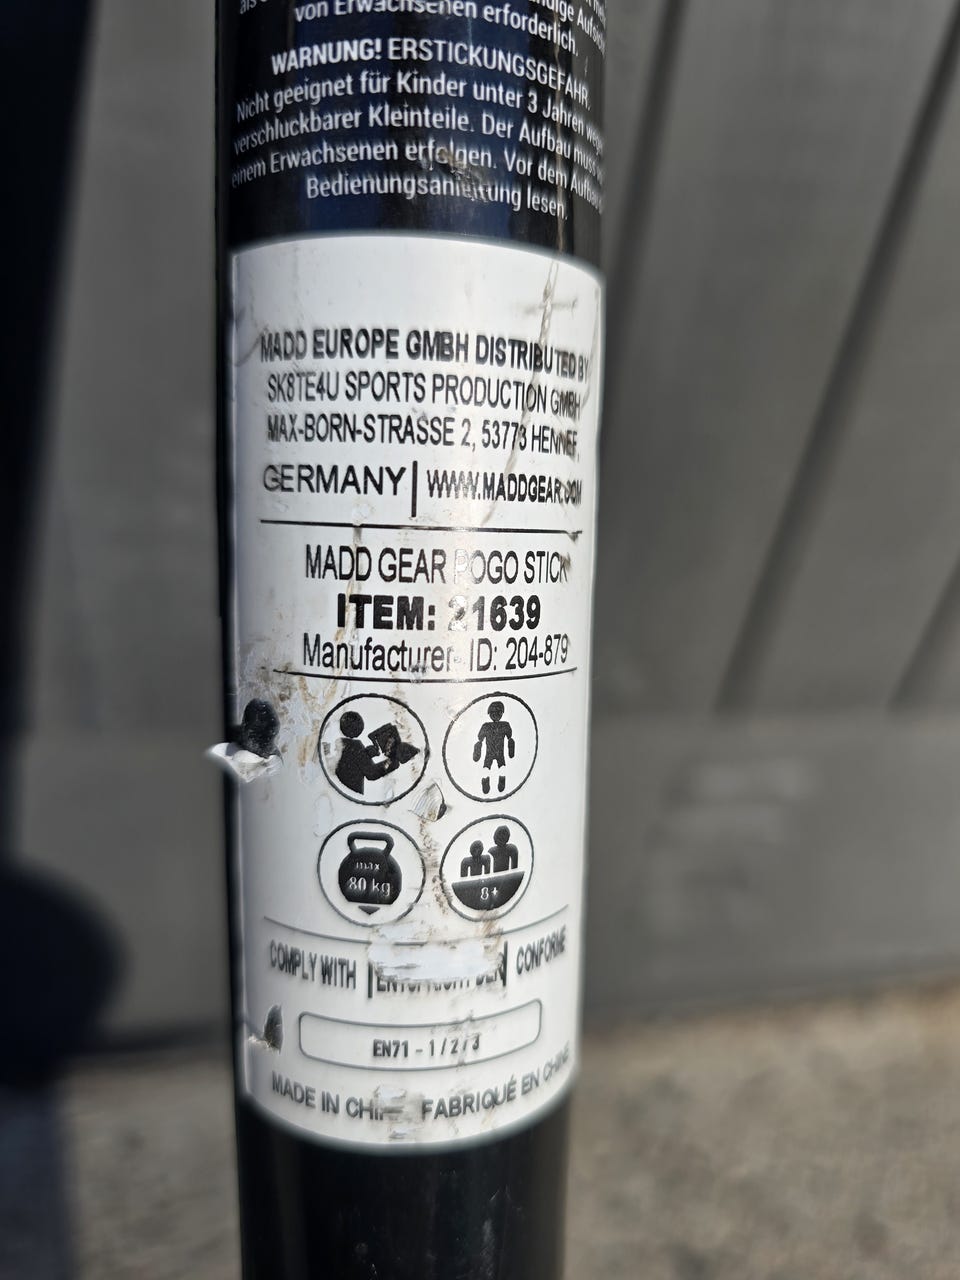 von Erwachsenen erforderlich.
WARNUNG! ERSTICKUNGSGEFAHR.
Nicht geeignet für Kinder unter 3 Jahren
verschluckbarer Kleinteile. Der Aufbau muss
einem Erwachsenen erfolgen. Vor dem
Bedienungsanleitung lesen.
MADD EUROPE GMBH DISTRIBUTED BY
SK8TE4U SPORTS PRODUCTION GMBH
MAX-BORN-STRASSE 2, 53773 HENNEF,
GERMANY | WWW.MADDGEAR.COM
MADD GEAR POGO STICK
ITEM: 21639
Manufacturer ID: 204-879
max
80 kg
8+
COMPLY WITH | CONFORME
EN71 - 1 / 2 / 3
MADE IN CHINA FABRIQUÉ EN CHINE